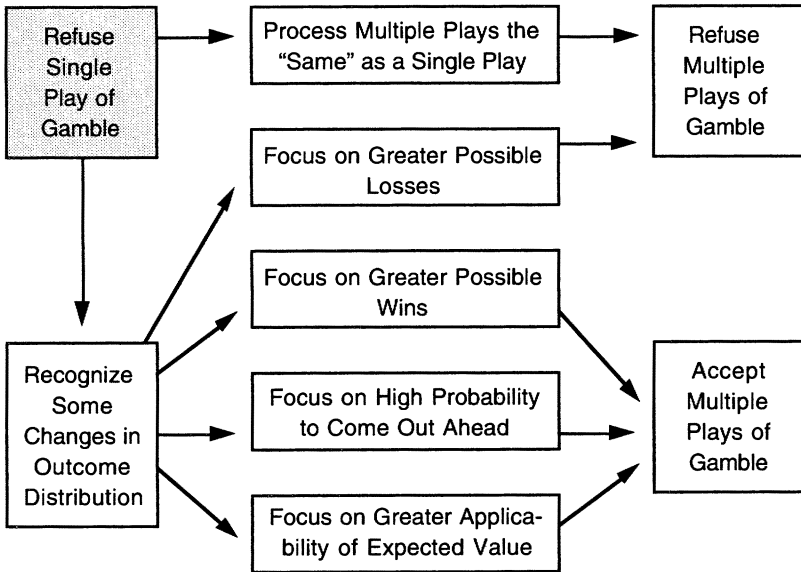 Refuse
Single
Play of
Gamble
Process Multiple Plays the
“Same” as a Single Play
Refuse
Multiple
Plays of
Gamble
Focus on Greater Possible
Losses
Focus on Greater Possible
Wins
Recognize
Some
Changes in
Outcome
Distribution
Focus on High Probability
to Come Out Ahead
Accept
Multiple
Plays of
Gamble
Focus on Greater Applica-
bility of Expected Value